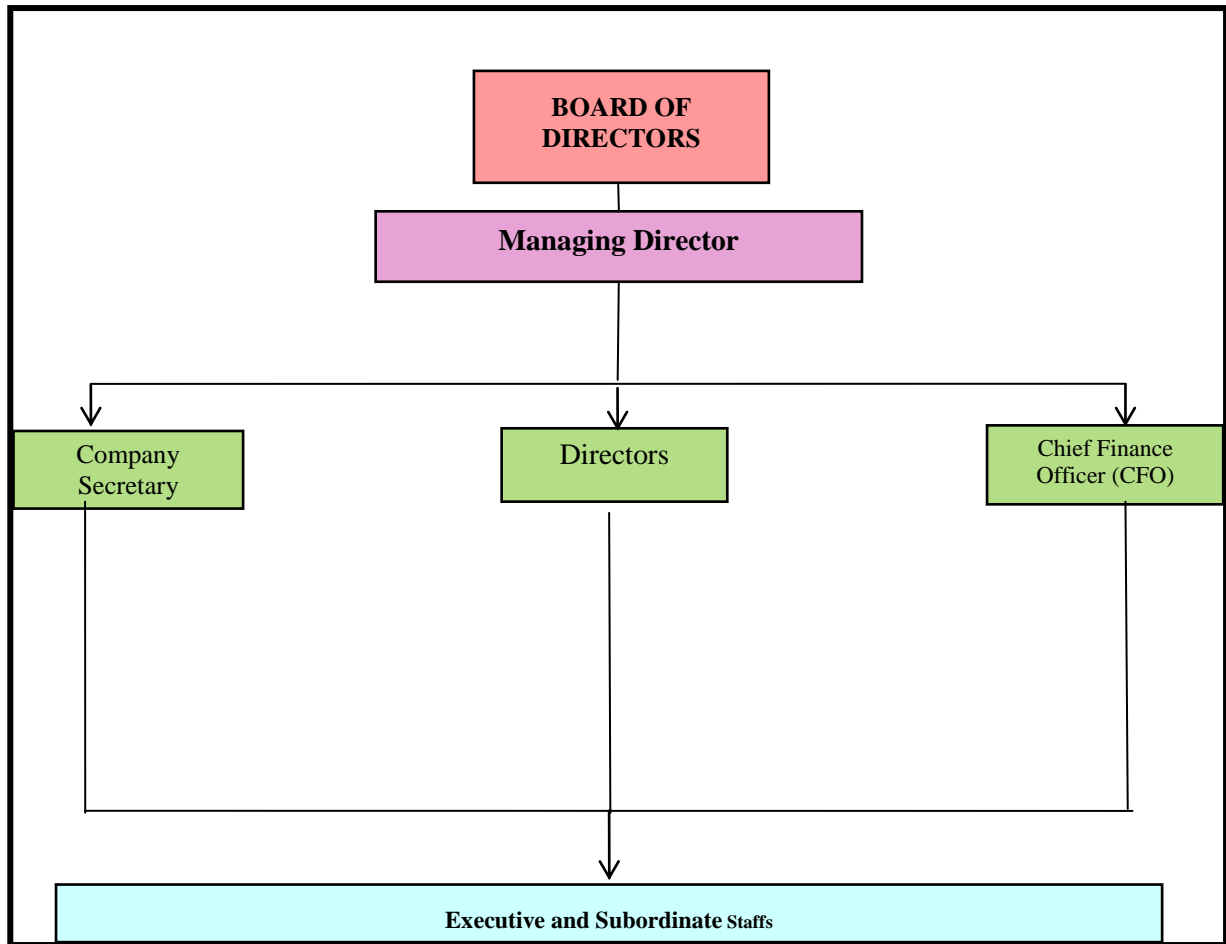 BOARD OF
DIRECTORS
Managing Director
Company
Secretary
Directors
Chief Finance
Officer (CFO)
Executive and Subordinate Staffs